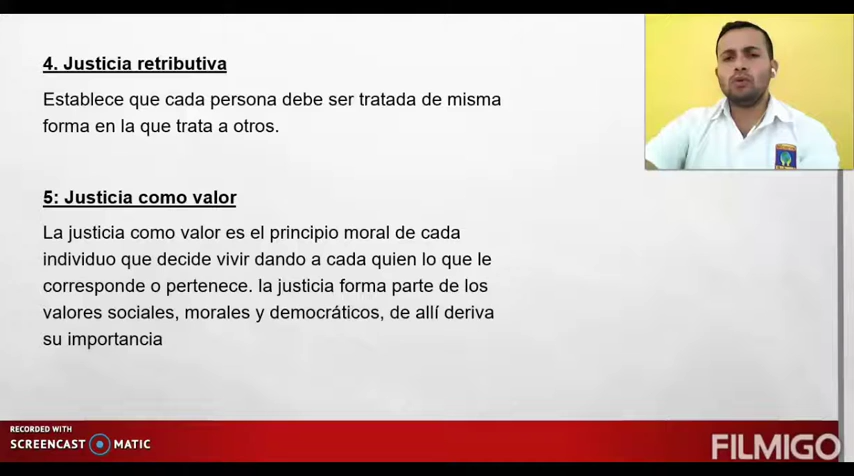 4. Justicia retributiva
Establece que cada persona debe ser tratada de misma
forma en la que trata a otros.
5: Justicia como valor
La justicia como valor es el principio moral de cada
individuo que decide vivir dando a cada quien lo que le
corresponde o pertenece. la justicia forma parte de los
valores sociales, morales y democráticos, de allí deriva
su importancia
RECORDED WITH
SCREENCAST MATIC
FILMIGO